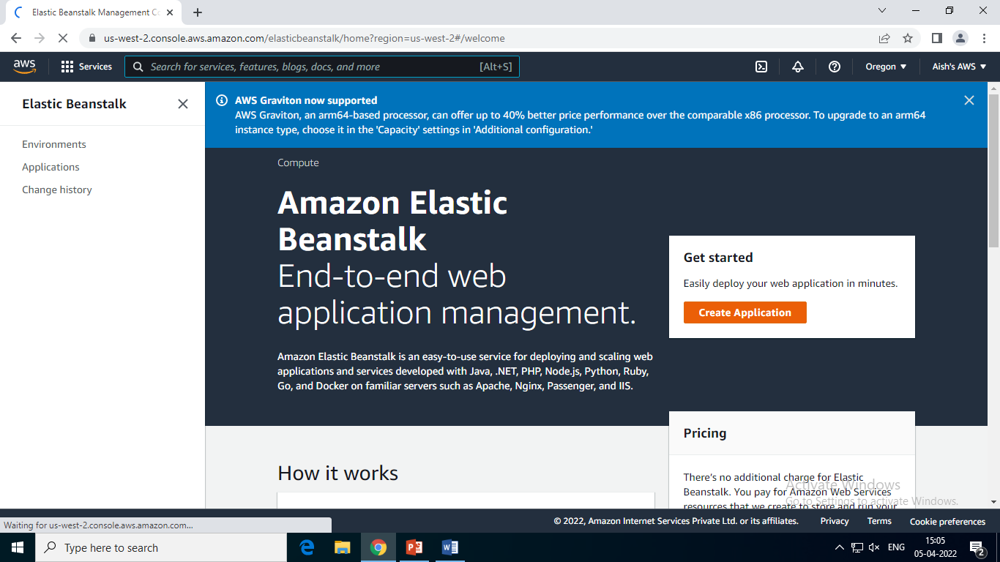 Elastic Beanstalk Management Co
us-west-2.console.aws.amazon.com/elasticbeanstalk/home?region=us-west-2#/welcome
aws
Services
Search for services, features, blogs, docs, and more
[Alt+S]
Oregon
Aish's AWS
Elastic Beanstalk
Environments
Applications
Change history
AWS Graviton now supported
AWS Graviton, an arm64-based processor, can offer up to 40% better price performance over the comparable x86 processor. To upgrade to an arm64
instance type, choose it in the 'Capacity' settings in 'Additional configuration.'
Compute
Amazon Elastic
Beanstalk
End-to-end web
application management.
Amazon Elastic Beanstalk is an easy-to-use service for deploying and scaling web
applications and services developed with Java, .NET, PHP, Node.js, Python, Ruby,
Go, and Docker on familiar servers such as Apache, Nginx, Passenger, and IIS.
Get started
Easily deploy your web application in minutes.
Create Application
How it works
Pricing
There's no additional charge for Elastic
Beanstalk. You pay for Amazon Web Services
resources that we create to store and run your
Activate Windows
Go to Settings to activate Windows.
Waiting for us-west-2.console.aws.amazon.com...
© 2022, Amazon Internet Services Private Ltd. or its affiliates.
Privacy
Terms
Cookie preferences
Type here to search
ENG
15:05
05-04-2022
2